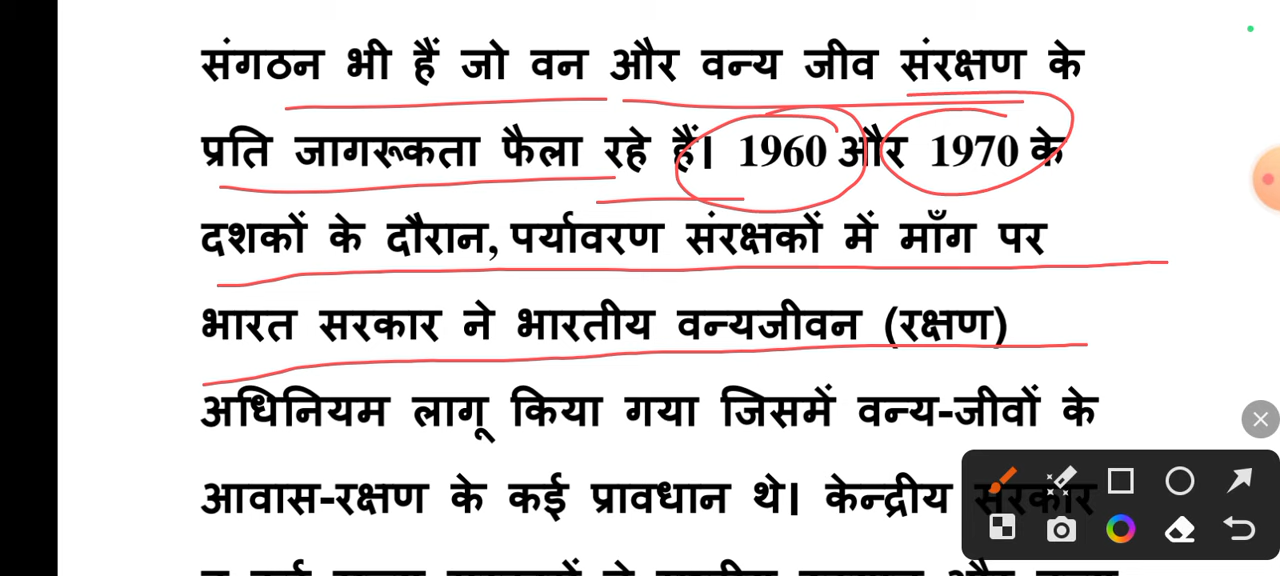 संगठन भी हैं जो वन और वन्य जीव संरक्षण के
प्रति जागरूकता फैला रहे हैं। 1960 और 1970 के
दशकों के दौरान, पर्यावरण संरक्षकों में माँग पर
भारत सरकार ने भारतीय वन्यजीवन (रक्षण)
अधिनियम लागू किया गया जिसमें वन्य-जीवों के
आवास-रक्षण के कई प्रावधान थे। केन्द्रीय सरकार